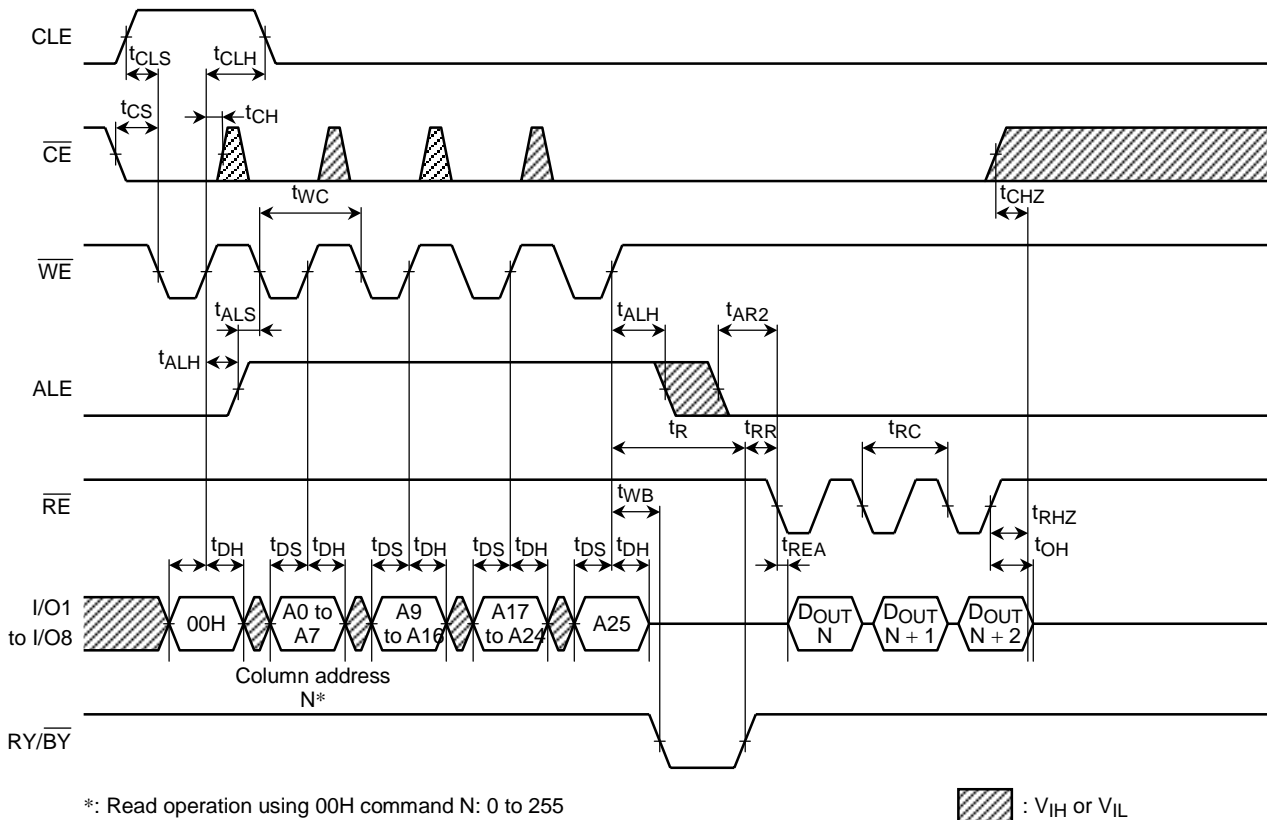 CLE
tCLS
tCLH
tCS
tCH
CE
tCHZ
tWC
WE
tALS
tALH
tAR2
tALH
ALE
tR
tRR
tRC
RE
tWB
tRHZ
tREA
tOH
tDH
tDS
tDH
tDS
tDH
tDS
tDH
tDS
tDH
I/O1
to I/O8
00H
A0 to
A7
A9
to A16
A17
to A24
A25
DOUT
N
DOUT
N + 1
DOUT
N + 2
Column address
N*
RY/BY
*: Read operation using 00H command N: 0 to 255
: VIH or VIL